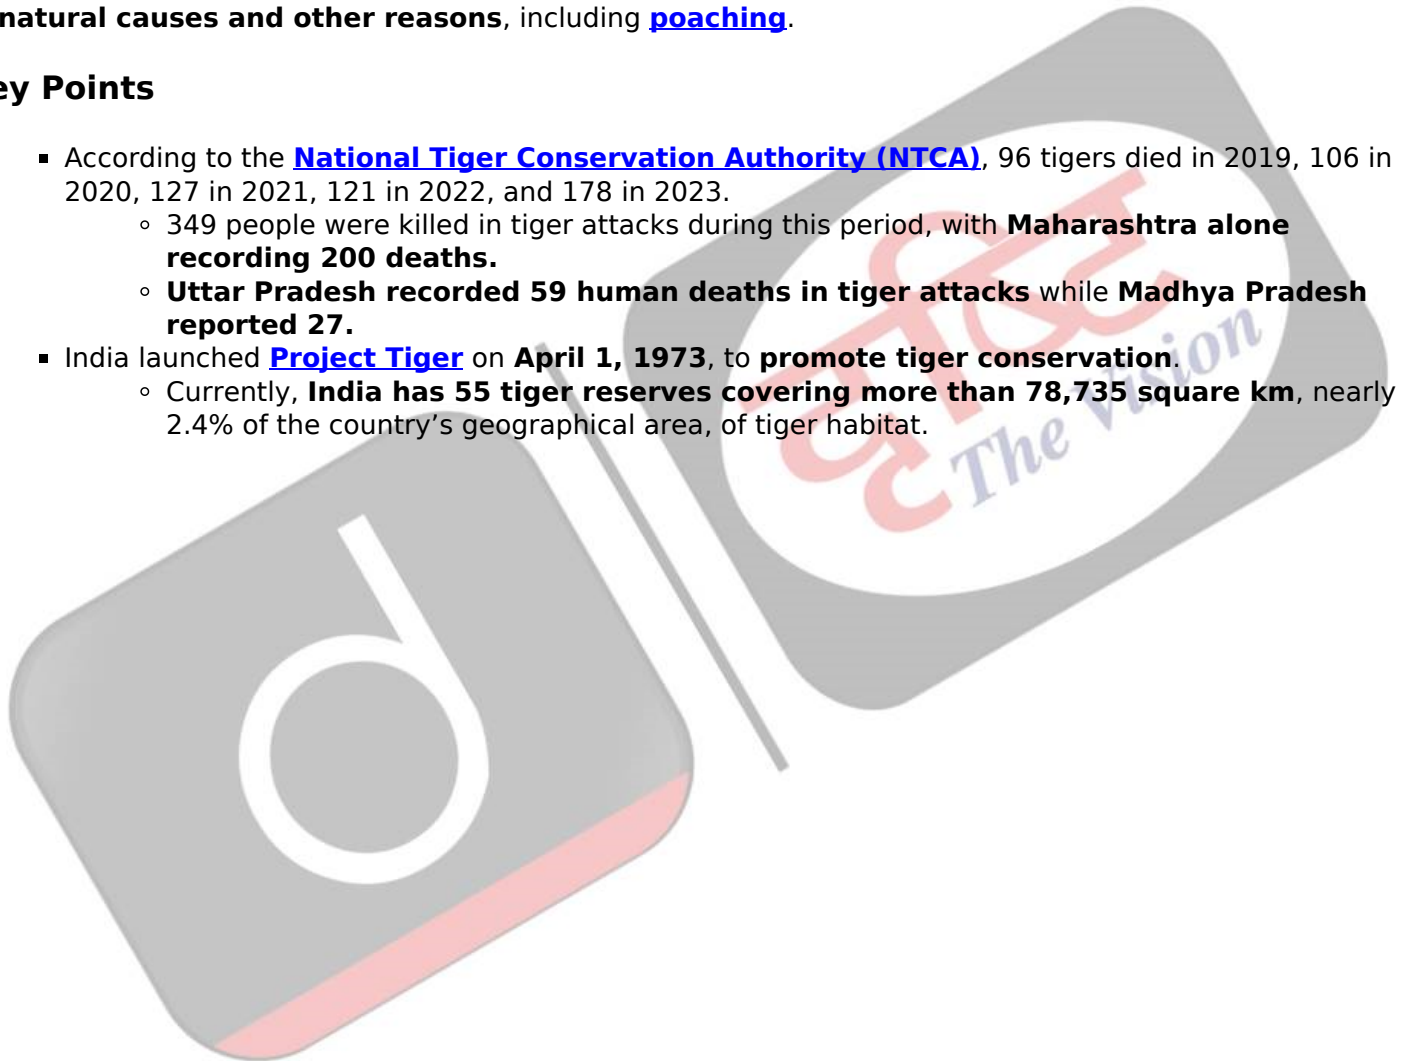 natural causes and other reasons, including poaching.
ey Points
▪ According to the National Tiger Conservation Authority (NTCA), 96 tigers died in 2019, 106 in
2020, 127 in 2021, 121 in 2022, and 178 in 2023.
◦ 349 people were killed in tiger attacks during this period, with Maharashtra alone
recording 200 deaths.
◦ Uttar Pradesh recorded 59 human deaths in tiger attacks while Madhya Pradesh
reported 27.
▪ India launched Project Tiger on April 1, 1973, to promote tiger conservation.
◦ Currently, India has 55 tiger reserves covering more than 78,735 square km, nearly
2.4% of the country’s geographical area, of tiger habitat.
दृष्टि
The Vision
d